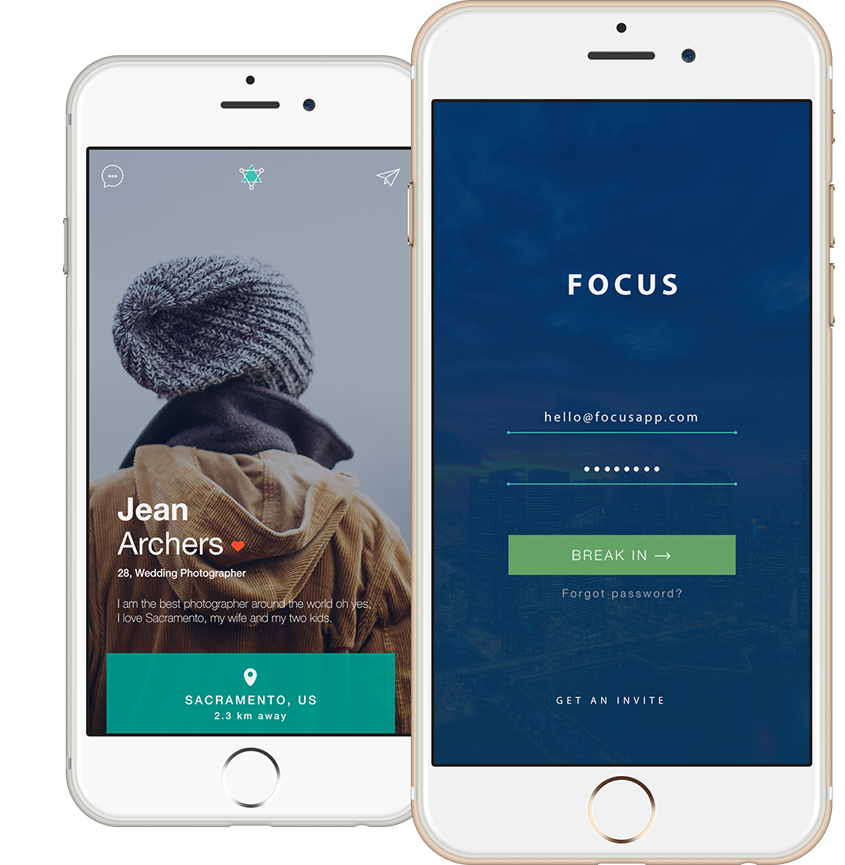 Jean
Archers
28, Wedding Photographer
I am the best photographer around the world oh yes,
I love Sacramento, my wife and my two kids.
SACRAMENTO, US
2.3 km away
FOCUS
hello@focusapp.com
BREAK IN →
Forgot password?
GET AN INVITE